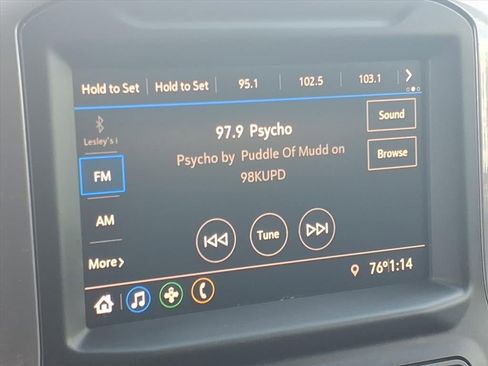 Hold to Set Hold to Set 95.1 102.5 103.1
Lesley's i
97.9 Psycho
Sound
Psycho by Puddle Of Mudd on
98KUPD
Browse
FM
AM
Tune
More
76° 1:14